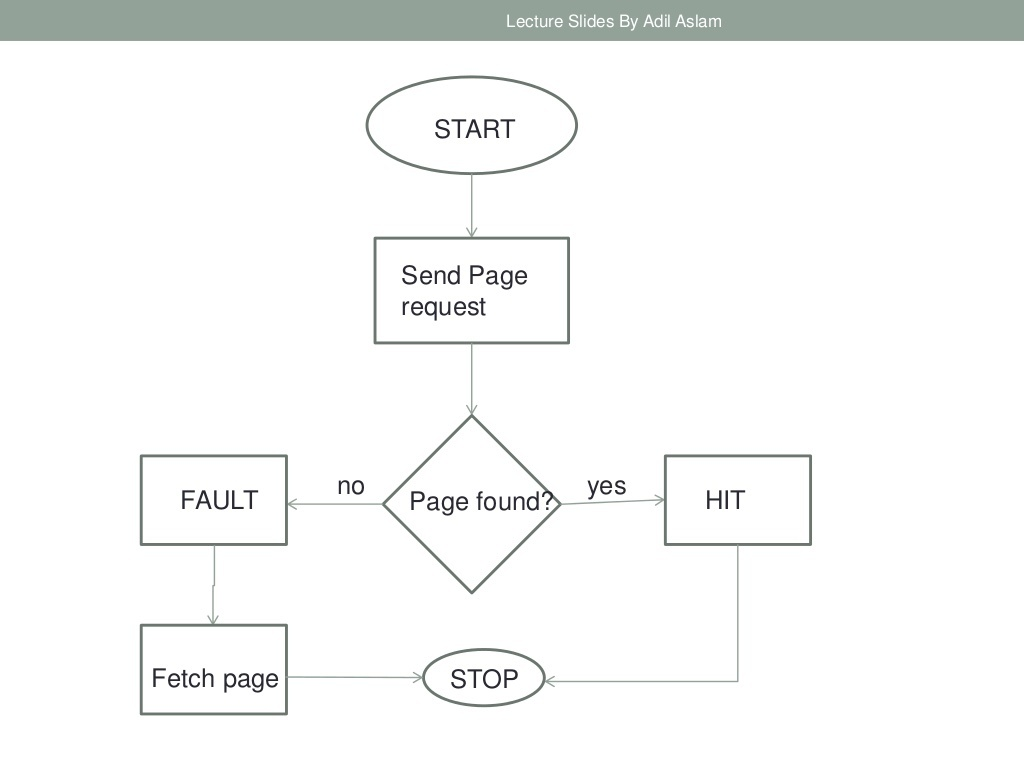 Lecture Slides By Adil Aslam
START
Send Page
request
no
yes
FAULT
Page found?
HIT
Fetch page
STOP